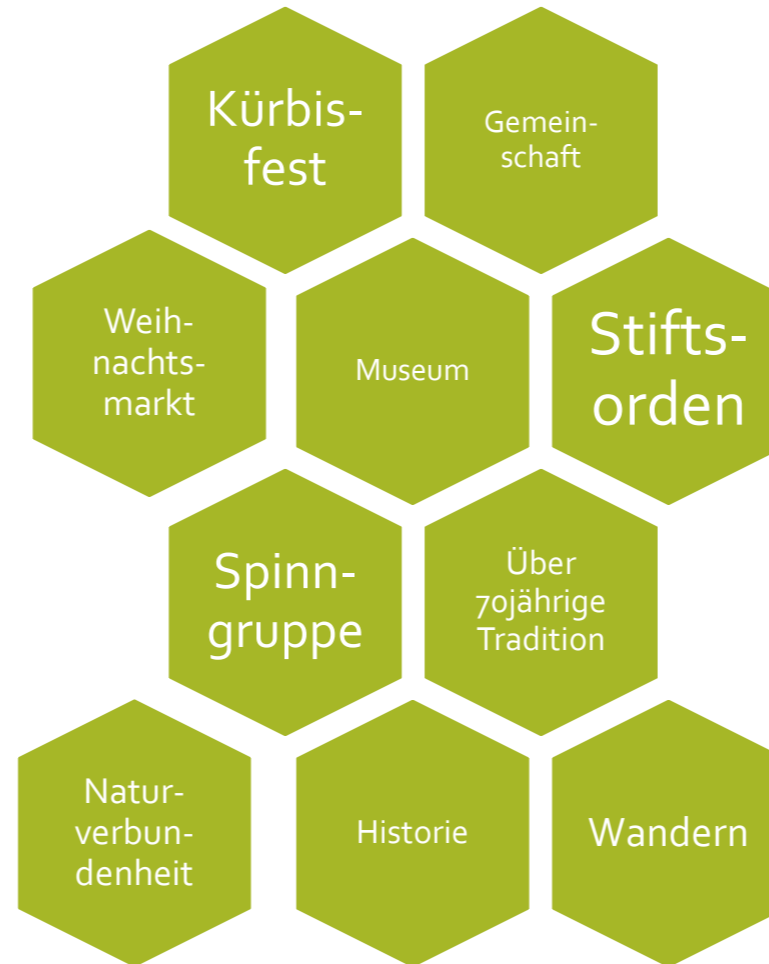 Kürbis-
fest
Gemein-
schaft
Weih-
nachts-
markt
Museum
Stifts-
orden
Spinn-
gruppe
Über
70jährige
Tradition
Natur-
verbun-
denheit
Historie
Wandern